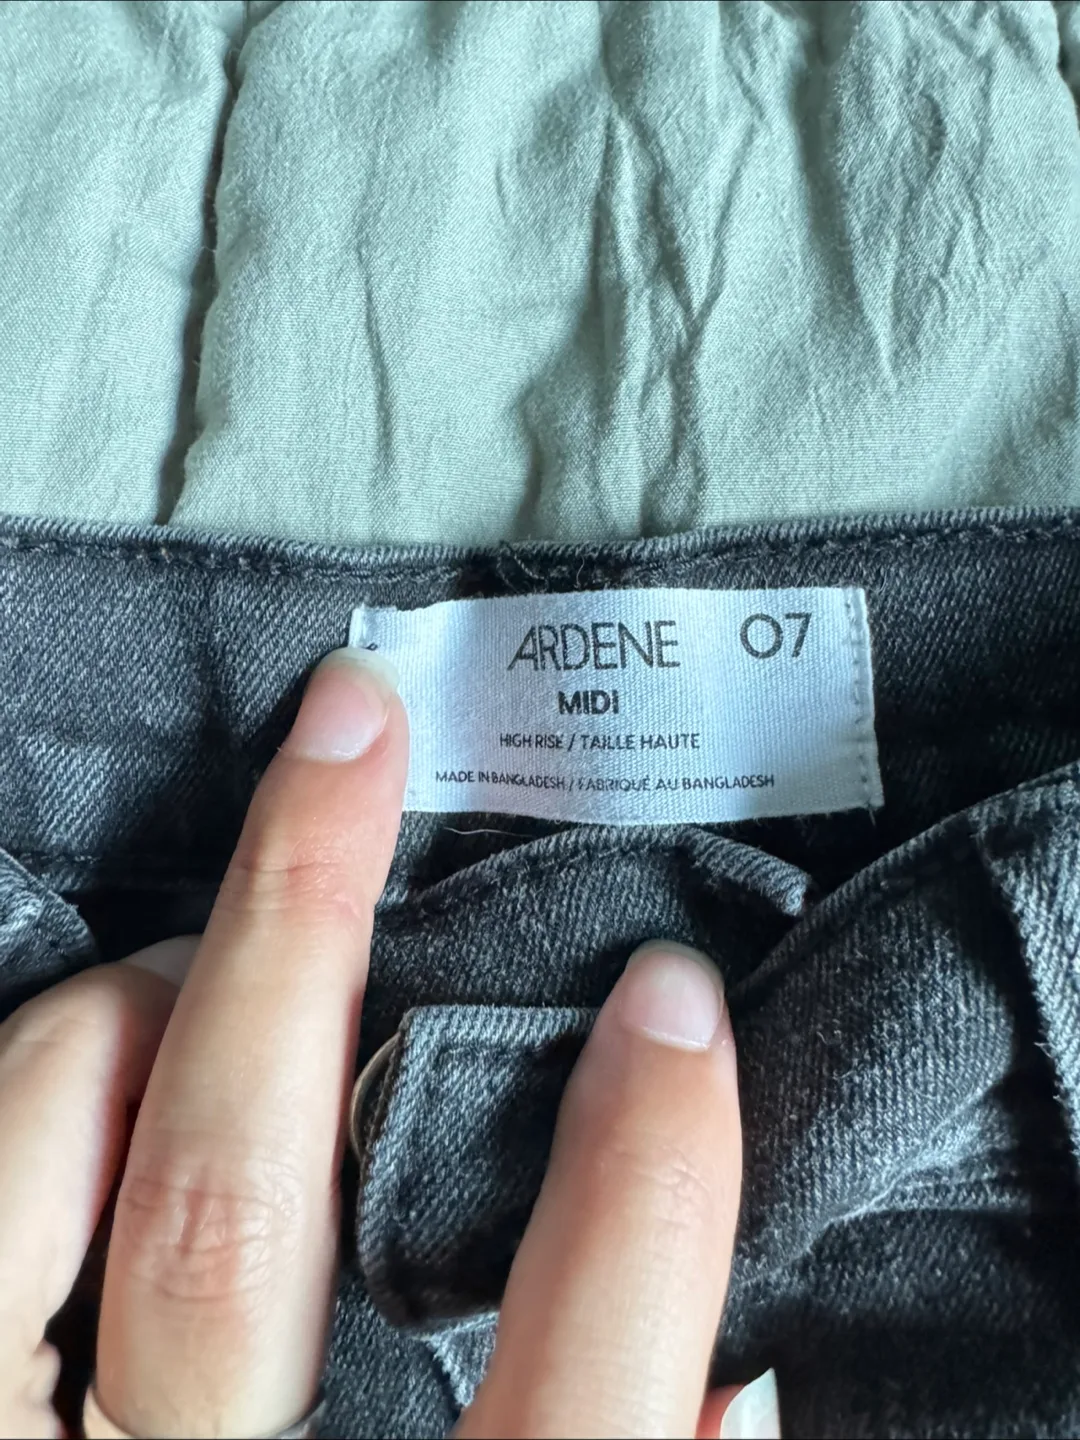 ARDENE 07
MIDI
HIGH RISE / TAILLE HAUTE
MADE IN BANGLADESH / FABRIQUÉ AU BANGLADESH